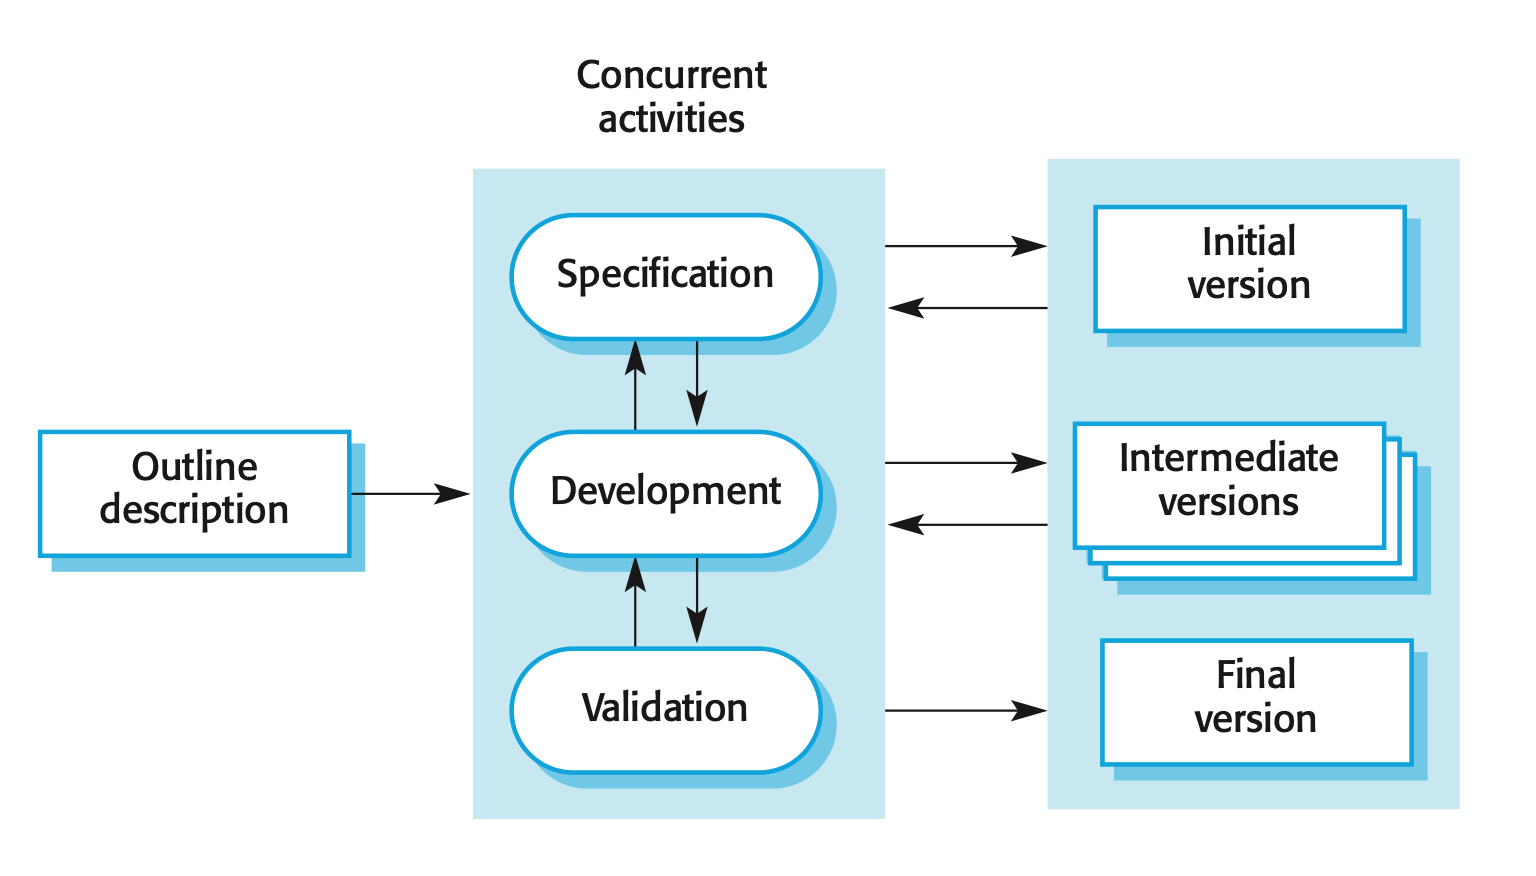 Concurrent
activities
Specification
Development
Validation
Outline
description
Initial
version
Intermediate
versions
Final
version